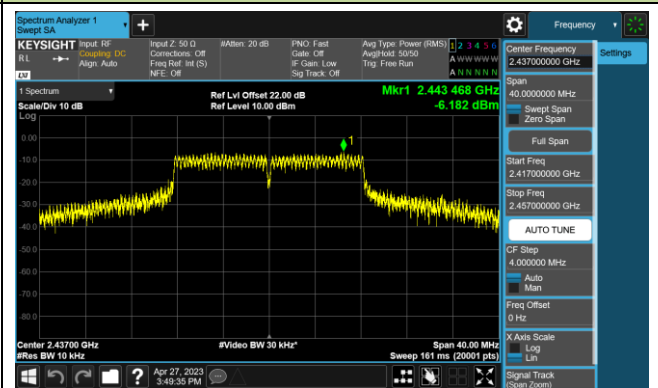 Spectrum Analyzer 1
Swept SA
Frequency
KEYSIGHT
RL
LXI
Input: RF
Coupling: DC
Align: Auto
Input Z: 50 Ω
Corrections: Off
Freq Ref: Int (S)
NFE: Off
#Atten: 20 dB
PNO: Fast
Gate: Off
IF Gain: Low
Sig Track: Off
Avg Type: Power (RMS)
Avg|Hold: 50/50
Trig: Free Run
1 2 3 4 5 6
A W W W W W
A N N N N N
1 Spectrum
Scale/Div 10 dB
Log
Ref Lvl Offset 22.00 dB
Ref Level 10.00 dBm
Mkr1 2.443 468 GHz
-6.182 dBm
0.00
-10.0
-20.0
-30.0
-40.0
-50.0
-60.0
-70.0
-80.0
1
Center 2.43700 GHz
#Res BW 10 kHz
#Video BW 30 kHz*
Span 40.00 MHz
Sweep 161 ms (20001 pts)
Apr 27, 2023
3:49:35 PM
?
Center Frequency
2.437000000 GHz
Settings
Span
40.0000000 MHz
Swept Span
Zero Span
Full Span
Start Freq
2.417000000 GHz
Stop Freq
2.457000000 GHz
AUTO TUNE
CF Step
4.000000 MHz
Auto
Man
Freq Offset
0 Hz
X Axis Scale
Log
Lin
Signal Track
(Span Zoom)